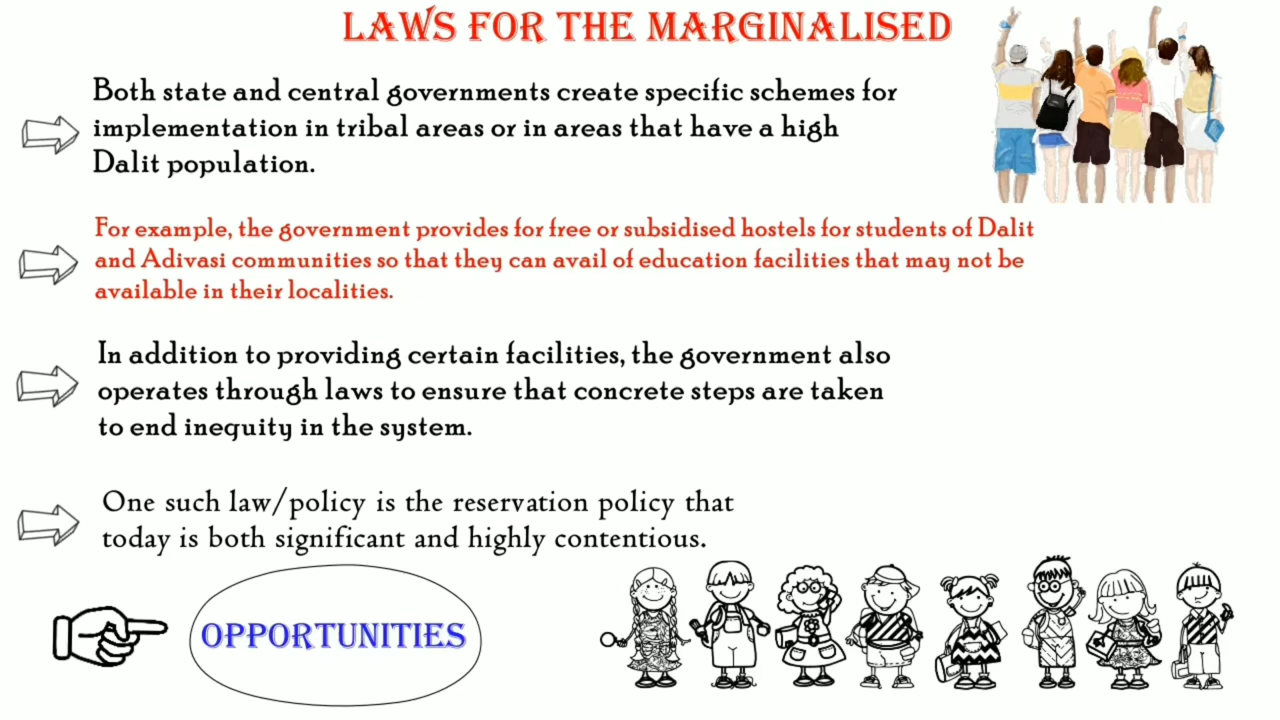 LAWS FOR THE MARGINALISED
Both state and central governments create specific schemes for
implementation in tribal areas or in areas that have a high
Dalit population.
For example, the government provides for free or subsidised hostels for students of Dalit
and Adivasi communities so that they can avail of education facilities that may not be
available in their localities.
In addition to providing certain facilities, the government also
operates through laws to ensure that concrete steps are taken
to end inequity in the system.
One such law/policy is the reservation policy that
today is both significant and highly contentious.
OPPORTUNITIES